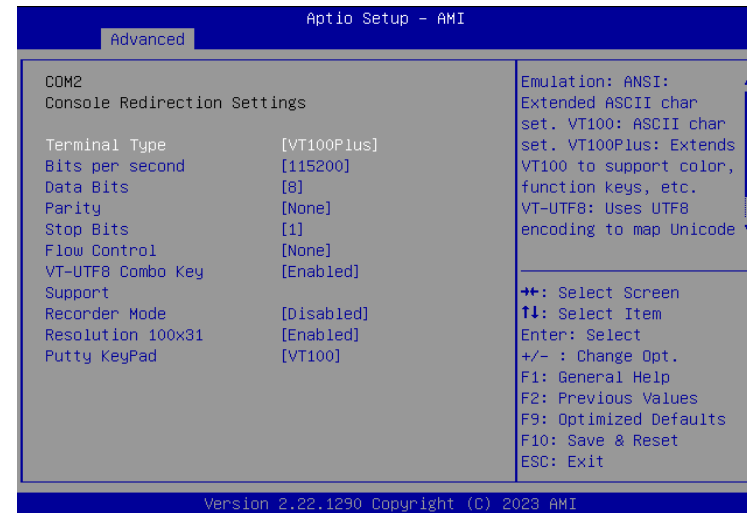 Aptio Setup – AMI
Advanced
COM2
Console Redirection Settings
Terminal Type [VT100Plus]
Bits per second [115200]
Data Bits [8]
Parity [None]
Stop Bits [1]
Flow Control [None]
VT-UTF8 Combo Key [Enabled]
Support
Recorder Mode [Disabled]
Resolution 100x31 [Enabled]
Putty KeyPad [VT100]
Emulation: ANSI:
Extended ASCII char
set. VT100: ASCII char
set. VT100Plus: Extends
VT100 to support color,
function keys, etc.
VT-UTF8: Uses UTF8
encoding to map Unicode
→←: Select Screen
↑↓: Select Item
Enter: Select
+/- : Change Opt.
F1: General Help
F2: Previous Values
F9: Optimized Defaults
F10: Save & Reset
ESC: Exit
Version 2.22.1290 Copyright (C) 2023 AMI